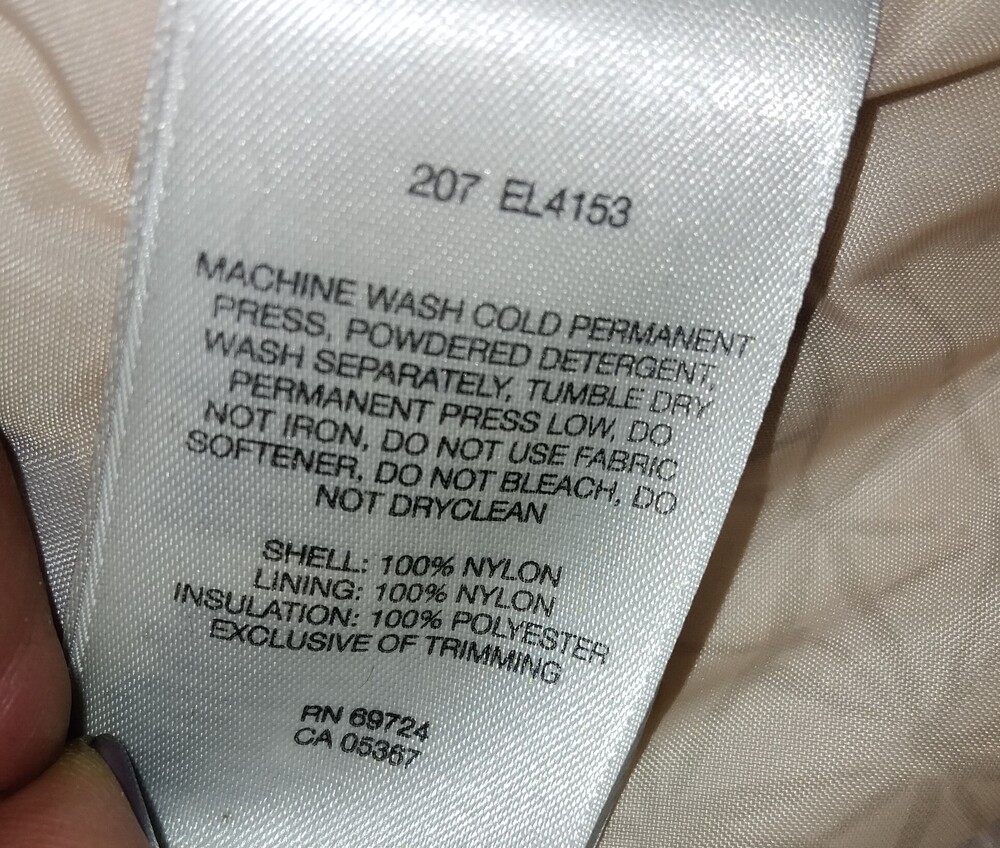 207 EL4153
MACHINE WASH COLD PERMANENT
PRESS, POWDERED DETERGENT,
WASH SEPARATELY, TUMBLE DRY
PERMANENT PRESS LOW, DO
NOT IRON, DO NOT USE FABRIC
SOFTENER, DO NOT BLEACH, DO
NOT DRYCLEAN
SHELL: 100% NYLON
LINING: 100% NYLON
INSULATION: 100% POLYESTER
EXCLUSIVE OF TRIMMING
RN 69724
CA 05367